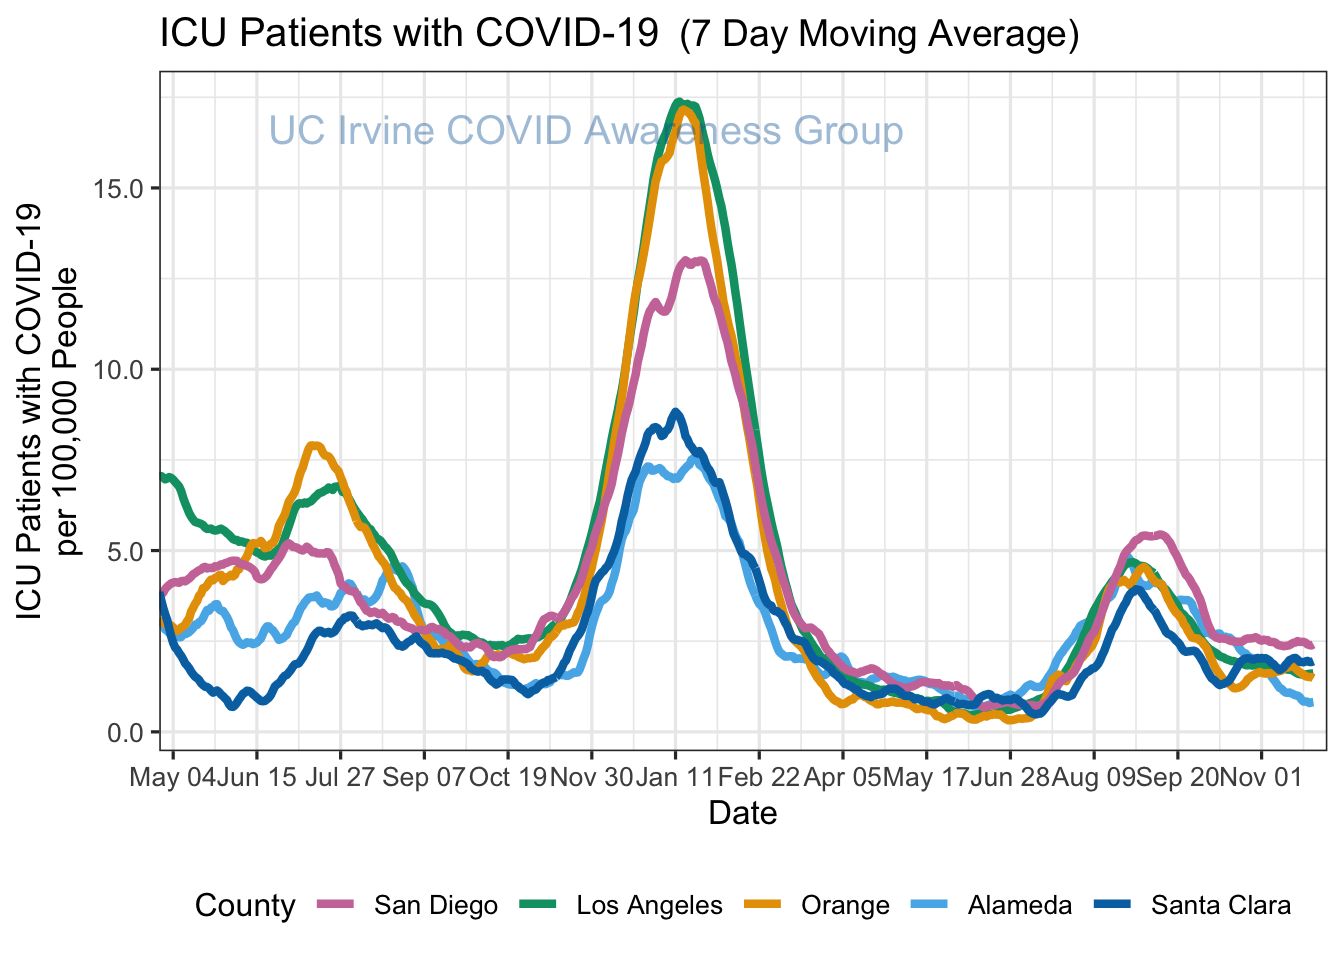 ICU Patients with COVID-19 (7 Day Moving Average)
UC Irvine COVID Awareness Group
ICU Patients with COVID-19
per 100,000 People
15.0
10.0
5.0
0.0
May 04 Jun 15 Jul 27 Sep 07 Oct 19 Nov 30 Jan 11 Feb 22 Apr 05 May 17 Jun 28 Aug 09 Sep 20 Nov 01
Date
County San Diego Los Angeles Orange Alameda Santa Clara